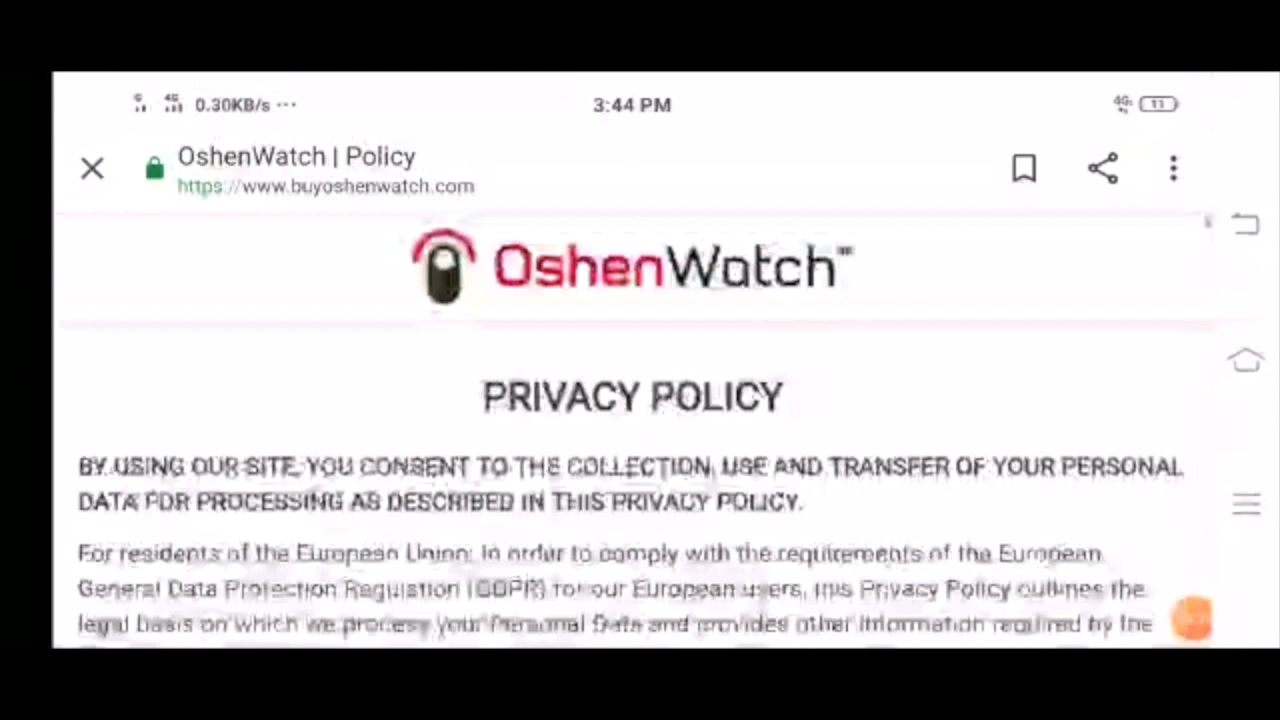 4G 0.30KB/s ···
3:44 PM
4G 11
OshenWatch | Policy
https://www.buyoshenwatch.com
OshenWatch™
PRIVACY POLICY
BY USING OUR SITE, YOU CONSENT TO THE COLLECTION, USE AND TRANSFER OF YOUR PERSONAL
DATA FOR PROCESSING AS DESCRIBED IN THIS PRIVACY POLICY.
For residents of the European Union: In order to comply with the requirements of the European
General Data Protection Regulation (GDPR) for our European users, this Privacy Policy outlines the
legal basis on which we process your Personal Data and provides other information required by the